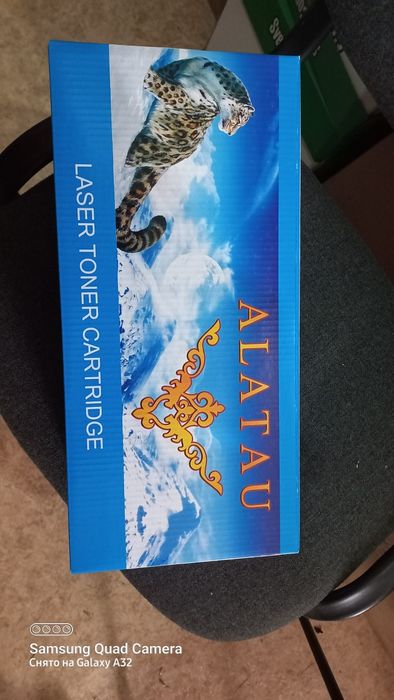 ALATAU
LASER TONER CARTRIDGE
Samsung Quad Camera
Снято на Galaxy A32